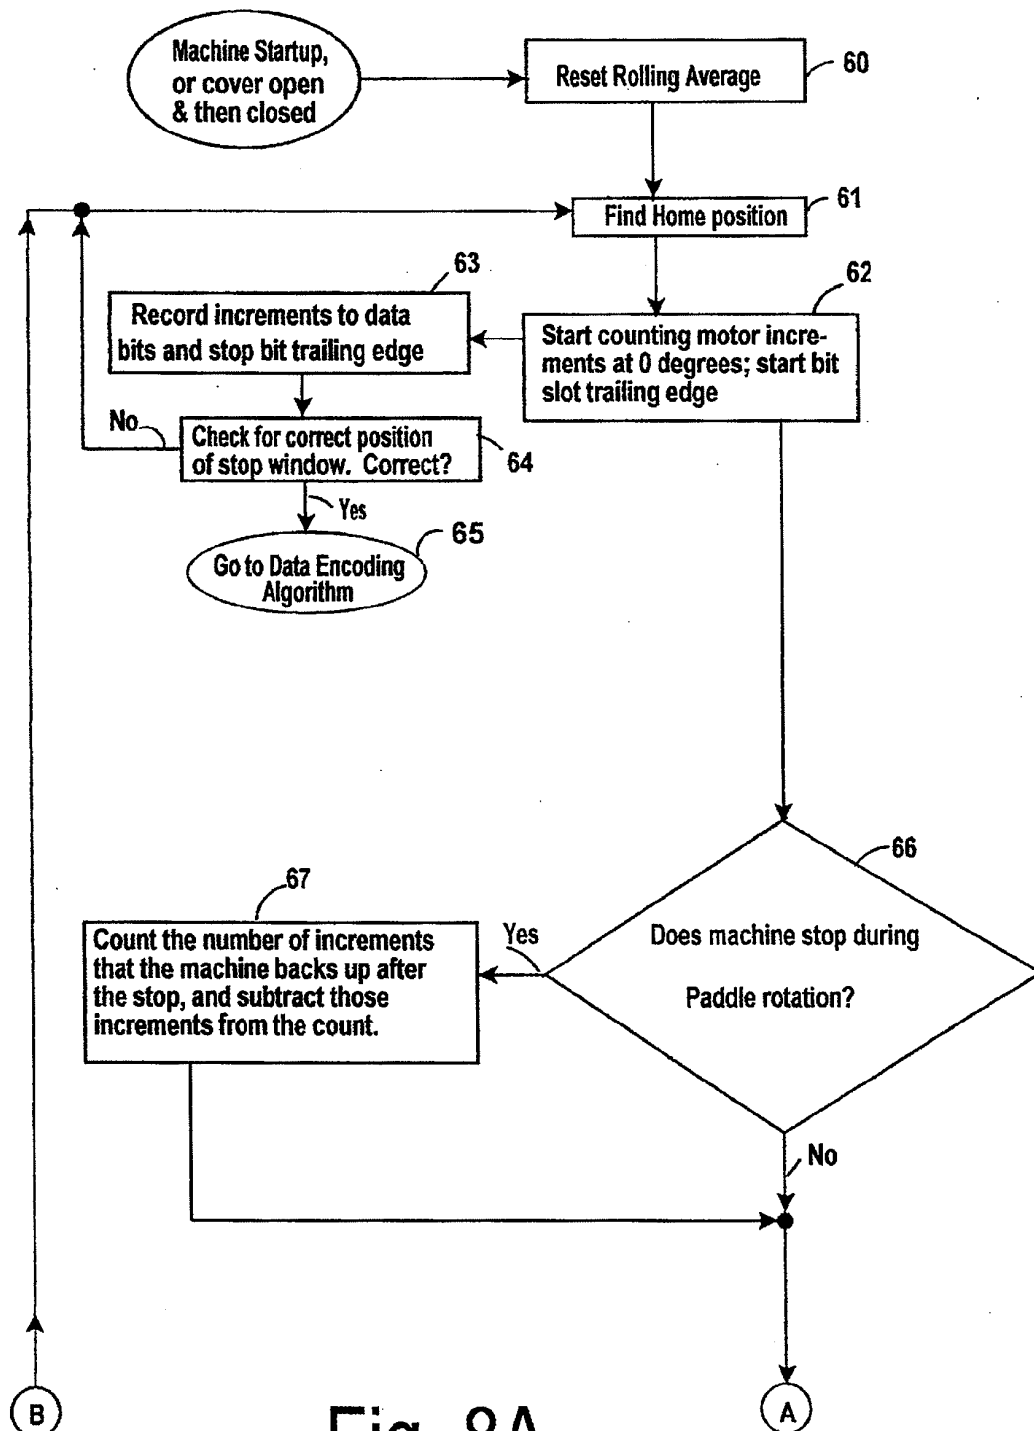 Machine Startup,
or cover open
& then closed
Reset Rolling Average
60
Find Home position
61
63
62
Record increments to data
bits and stop bit trailing edge
Start counting motor incre-
ments at 0 degrees; start bit
slot trailing edge
No
Check for correct position
of stop window. Correct?
64
Yes
65
Go to Data Encoding
Algorithm
66
67
Count the number of increments
that the machine backs up after
the stop, and subtract those
increments from the count.
Yes
Does machine stop during
Paddle rotation?
No
B
A
Fig. 8A